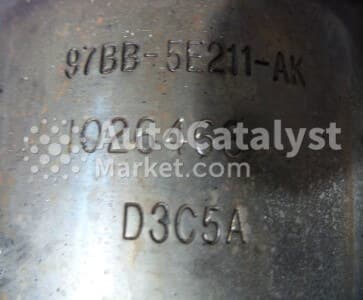 97BB-5E211-AK
AutoCatalyst
Market.com
D3C5A